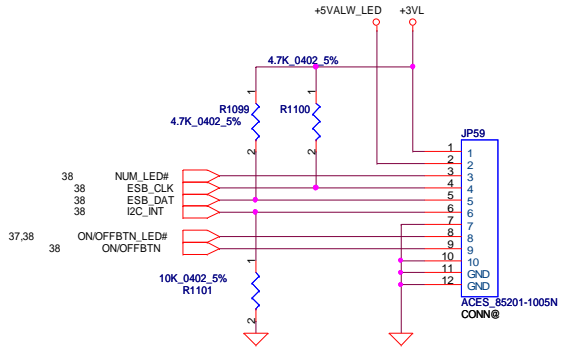 +5VALW_LED +3VL
4.7K_0402_5%
R1099
4.7K_0402_5%
R1100
1 1
2 2
JP59
38 NUM_LED#
38 ESB_CLK
38 ESB_DAT
38 I2C_INT
37,38 ON/OFFBTN_LED#
38 ON/OFFBTN
1 1
2 2
3 3
4 4
5 5
6 6
7 7
8 8
9 9
10 10
11 GND
12 GND
10K_0402_5%
R1101
1
2
ACES_85201-1005N
CONN@